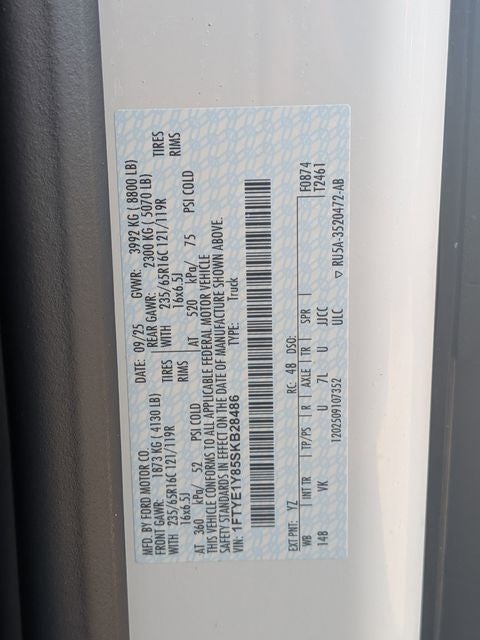 MFD. BY FORD MOTOR CO. DATE: 09/25 GVWR: 3992 KG ( 8800 LB)
FRONT GAWR: 1873 KG ( 4130 LB) REAR GAWR: 2300 KG ( 5070 LB)
WITH 235/65R16C 121/119R TIRES WITH 235/65R16C 121/119R TIRES
16x6.5J RIMS 16x6.5J RIMS
AT 360 kPa/ 52 PSI COLD AT 520 kPa/ 75 PSI COLD
THIS VEHICLE CONFORMS TO ALL APPLICABLE FEDERAL MOTOR VEHICLE
SAFETY STANDARDS IN EFFECT ON THE DATE OF MANUFACTURE SHOWN ABOVE.
VIN: 1FTYE1Y85SKB28486 TYPE: Truck
F0874
T2461
EXT PNT: YZ RC: 48 DSO:
WB INT TR TP/PS R AXLE TR SPR
148 VK U 7L U JJCC
ULC
1202509107352 ▽ RU5A-3520472-AB